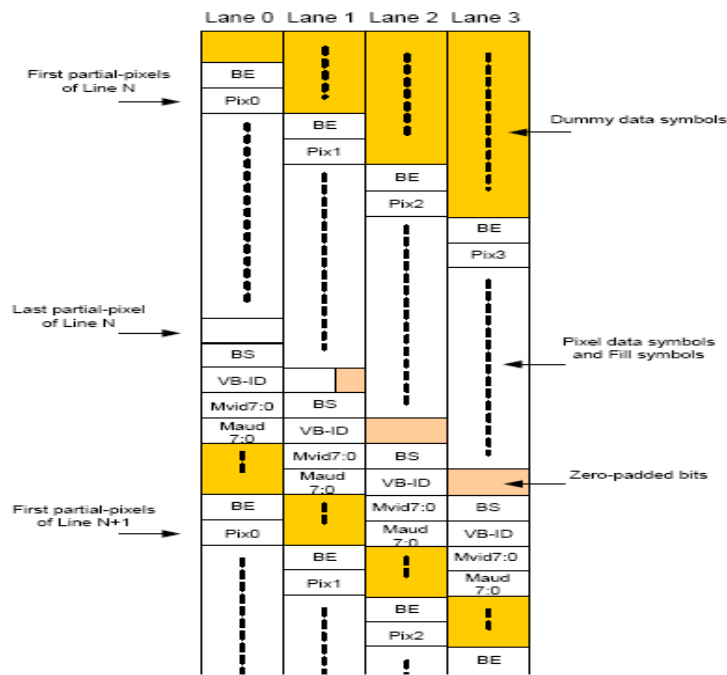 Lane 0 Lane 1 Lane 2 Lane 3
First partial-pixels
of Line N
BE
Pix0
BE
Pix1
Dummy data symbols
BE
Pix2
BE
Pix3
Last partial-pixel
of Line N
Pixel data symbols
and Fill symbols
BS
VB-ID
Mvid7:0
Maud
7:0
BS
VB-ID
Mvid7:0
Maud
7:0
BS
VB-ID
Mvid7:0
Maud
7:0
Zero-padded bits
BS
VB-ID
Mvid7:0
Maud
7:0
First partial-pixels
of Line N+1
BE
Pix0
BE
Pix1
BE
Pix2
BE